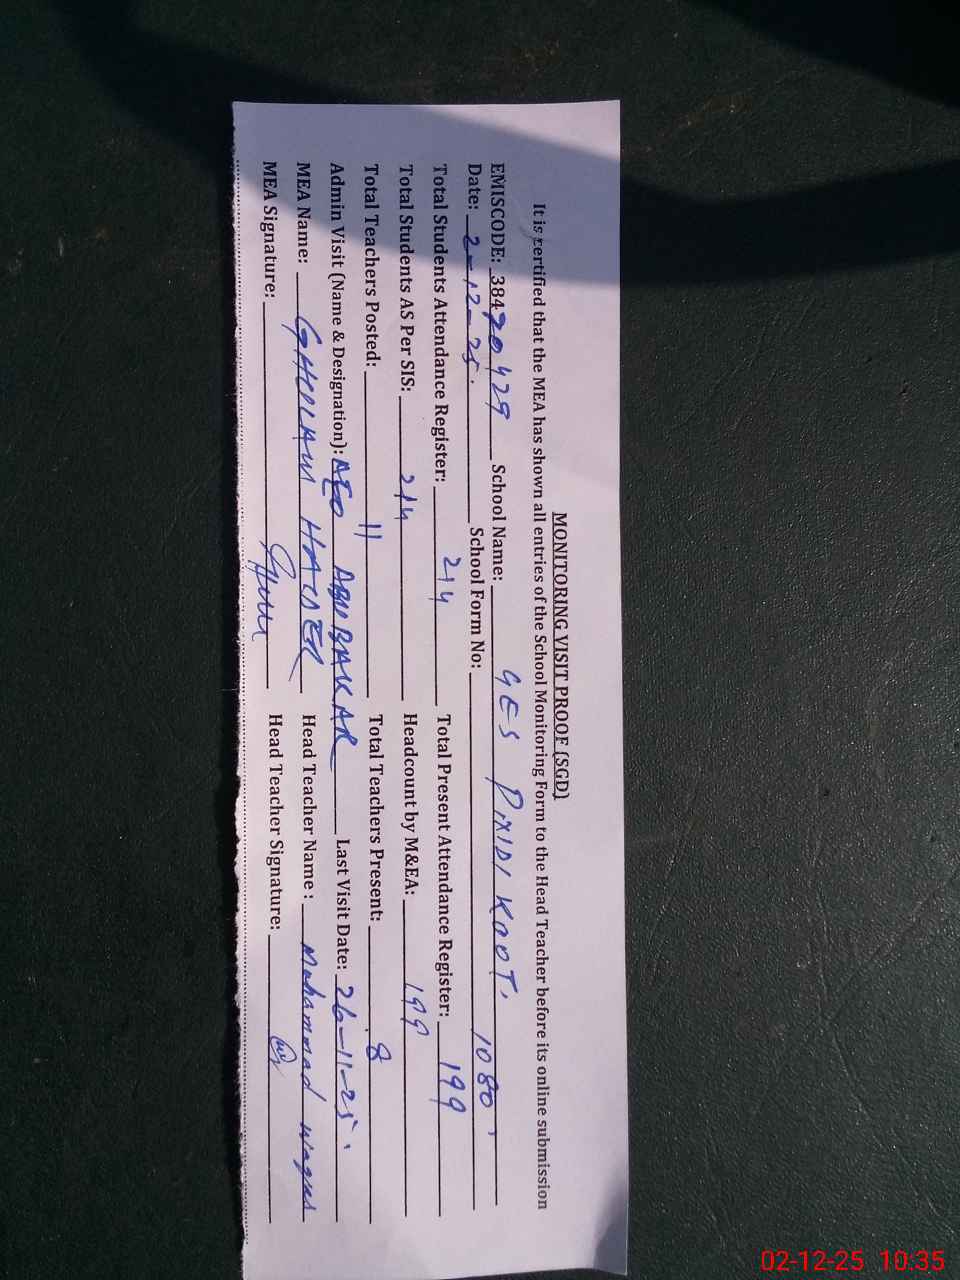 MONITORING VISIT PROOF (SGD)
It is certified that the MEA has shown all entries of the School Monitoring Form to the Head Teacher before its online submission
EMISCODE: 38470429 School Name: GES DHIDI KOOT.
Date: 2-12-25. School Form No: 1080
Total Students Attendance Register: 214 Total Present Attendance Register: 199
Total Students AS Per SIS: 214 Headcount by M&EA: 199
Total Teachers Posted: 11 Total Teachers Present: 8
Admin Visit (Name & Designation): AEO ABUBAKAR Last Visit Date: 26-11-25.
MEA Name: GHULAM HAIDER Head Teacher Name: Muhammad Waqas
MEA Signature: Head Teacher Signature:
02-12-25 10:35